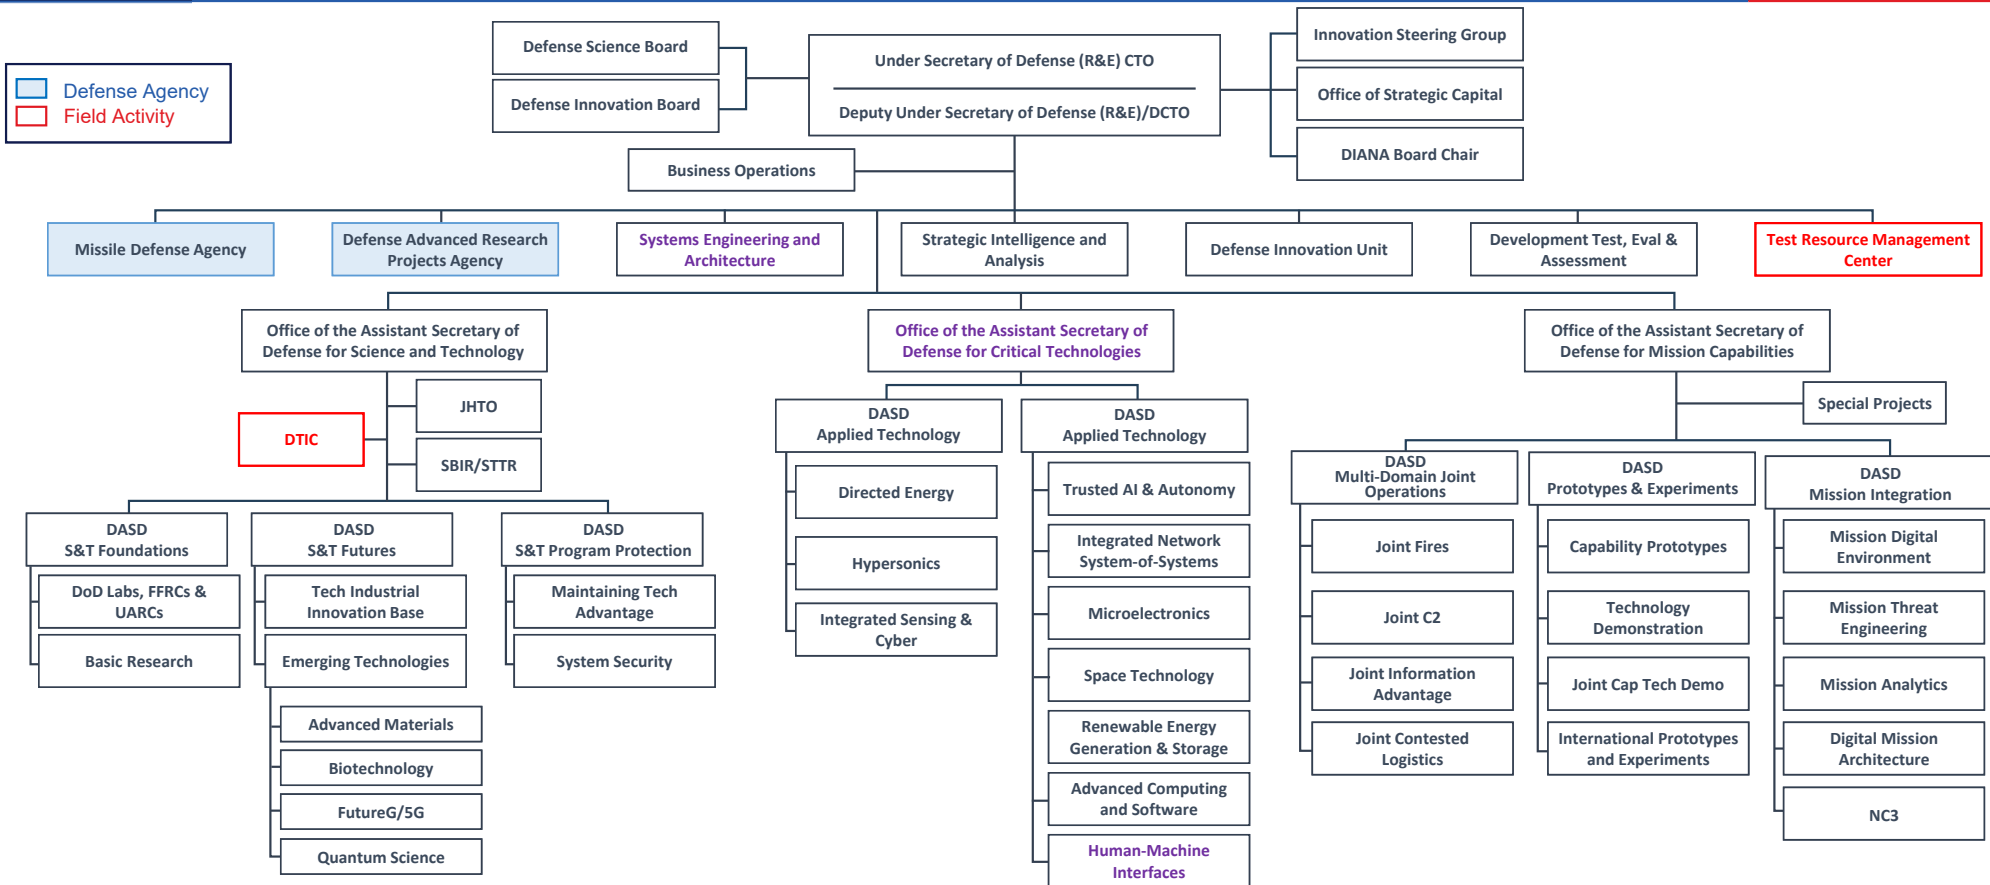 Defense Agency
Field Activity
Defense Science Board
Defense Innovation Board
Under Secretary of Defense (R&E) CTO
Deputy Under Secretary of Defense (R&E)/DCTO
Innovation Steering Group
Office of Strategic Capital
DIANA Board Chair
Business Operations
Missile Defense Agency
Defense Advanced Research
Projects Agency
Systems Engineering and
Architecture
Strategic Intelligence and
Analysis
Defense Innovation Unit
Development Test, Eval &
Assessment
Test Resource Management
Center
Office of the Assistant Secretary of
Defense for Science and Technology
JHTO
DTIC
SBIR/STTR
DASD
S&T Foundations
DoD Labs, FFRCs &
UARCs
Basic Research
DASD
S&T Futures
Tech Industrial
Innovation Base
Emerging Technologies
Advanced Materials
Biotechnology
FutureG/5G
Quantum Science
DASD
S&T Program Protection
Maintaining Tech
Advantage
System Security
Office of the Assistant Secretary of
Defense for Critical Technologies
DASD
Applied Technology
Directed Energy
Hypersonics
Integrated Sensing &
Cyber
DASD
Applied Technology
Trusted AI & Autonomy
Integrated Network
System-of-Systems
Microelectronics
Space Technology
Renewable Energy
Generation & Storage
Advanced Computing
and Software
Human-Machine
Interfaces
Office of the Assistant Secretary of
Defense for Mission Capabilities
Special Projects
DASD
Multi-Domain Joint
Operations
Joint Fires
Joint C2
Joint Information
Advantage
Joint Contested
Logistics
DASD
Prototypes & Experiments
Capability Prototypes
Technology
Demonstration
Joint Cap Tech Demo
International Prototypes
and Experiments
DASD
Mission Integration
Mission Digital
Environment
Mission Threat
Engineering
Mission Analytics
Digital Mission
Architecture
NC3